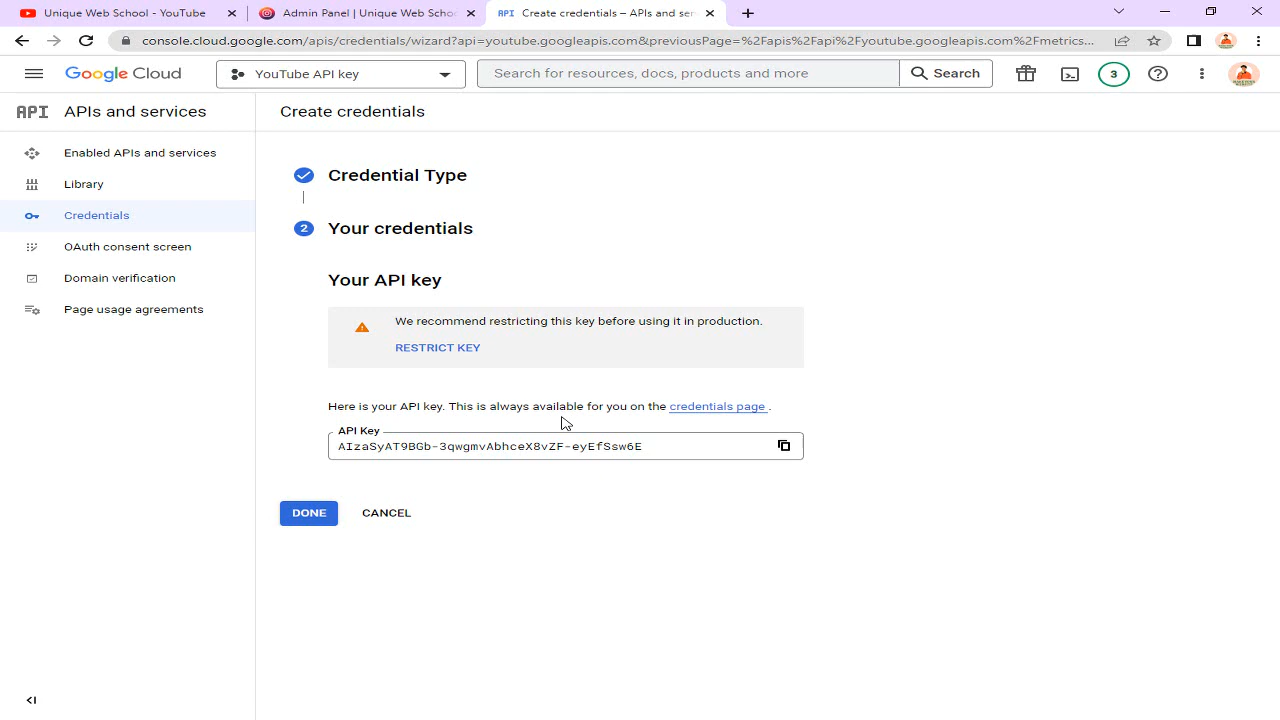 Unique Web School - YouTube
Admin Panel | Unique Web Schoo
API Create credentials – APIs and ser
console.cloud.google.com/apis/credentials/wizard?api=youtube.googleapis.com&previousPage=%2Fapis%2Fapi%2Fyoutube.googleapis.com%2Fmetrics...
Google Cloud
YouTube API key
Search for resources, docs, products and more
Search
3
API APIs and services
Create credentials
Enabled APIs and services
Library
Credentials
OAuth consent screen
Domain verification
Page usage agreements
Credential Type
2 Your credentials
Your API key
We recommend restricting this key before using it in production.
RESTRICT KEY
Here is your API key. This is always available for you on the credentials page .
API Key
AIzaSyAT9BGb-3qwgmvAbhceX8vZF-eyEfSsw6E
DONE
CANCEL